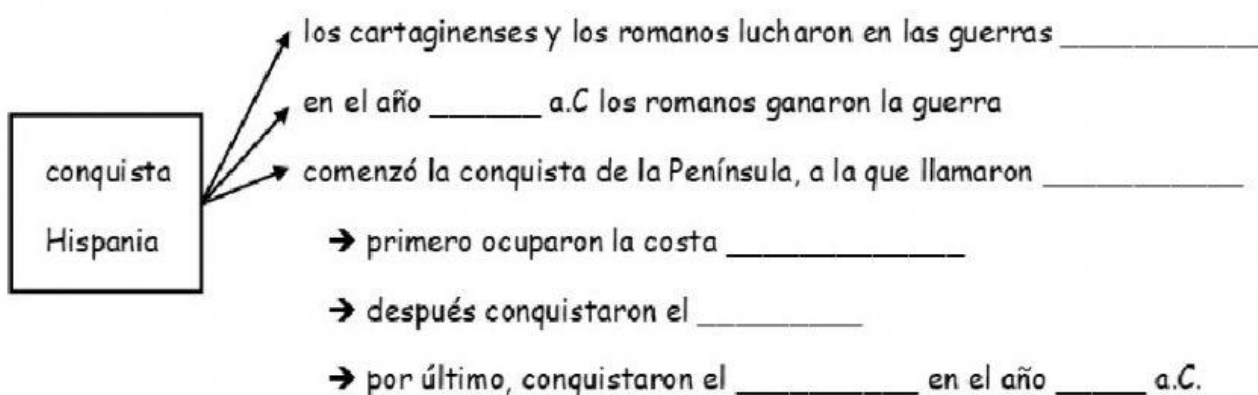 los cartaginenses y los romanos lucharon en las guerras ___________
en el año ______ a.C los romanos ganaron la guerra
conquista
Hispania
comenzó la conquista de la Península, a la que llamaron ___________
→ primero ocuparon la costa _____________
→ después conquistaron el _________
→ por último, conquistaron el __________ en el año _____ a.C.